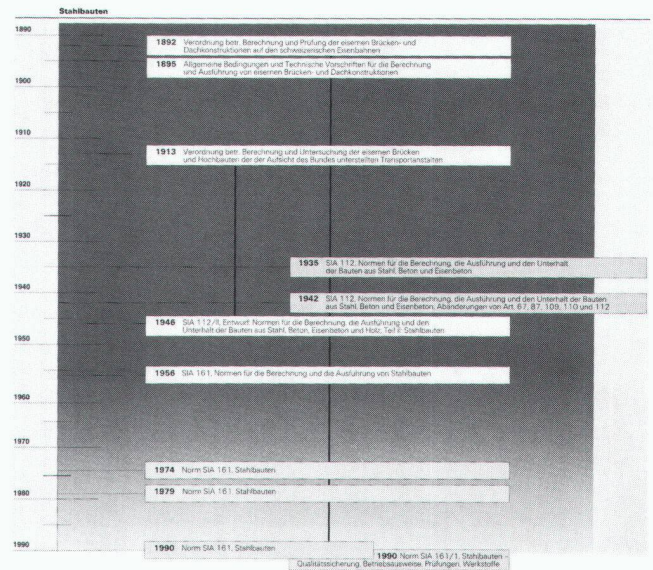 Stahlbauten
1890
1892 Verordnung betr. Berechnung und Prüfung der eisernen Brücken- und
Dachkonstruktionen auf den schweizerischen Eisenbahnen
1895 Allgemeine Bedingungen und Technische Vorschriften für die Berechnung
und Ausführung von eisernen Brücken- und Dachkonstruktionen
1900
1910
1913 Verordnung betr. Berechnung und Untersuchung der eisernen Brücken
und Hochbauten der der Aufsicht des Bundes unterstellten Transportanstalten
1920
1930
1935 SIA 112, Normen für die Berechnung, die Ausführung und den Unterhalt
der Bauten aus Stahl, Beton und Eisenbeton
1940
1942 SIA 112, Normen für die Berechnung, die Ausführung und den Unterhalt der Bauten
aus Stahl, Beton und Eisenbeton, Abänderungen von Art. 67, 87, 109, 110 und 112
1946 SIA 112/II, Entwurf: Normen für die Berechnung, die Ausführung und den
Unterhalt der Bauten aus Stahl, Beton, Eisenbeton und Holz, Teil II: Stahlbauten
1950
1956 SIA 161, Normen für die Berechnung und die Ausführung von Stahlbauten
1960
1970
1974 Norm SIA 161, Stahlbauten
1979 Norm SIA 161, Stahlbauten
1980
1990
1990 Norm SIA 161, Stahlbauten
1990 Norm SIA 161/1, Stahlbauten –
Qualitätssicherung, Betriebsausweise, Prüfungen, Werkstoffe